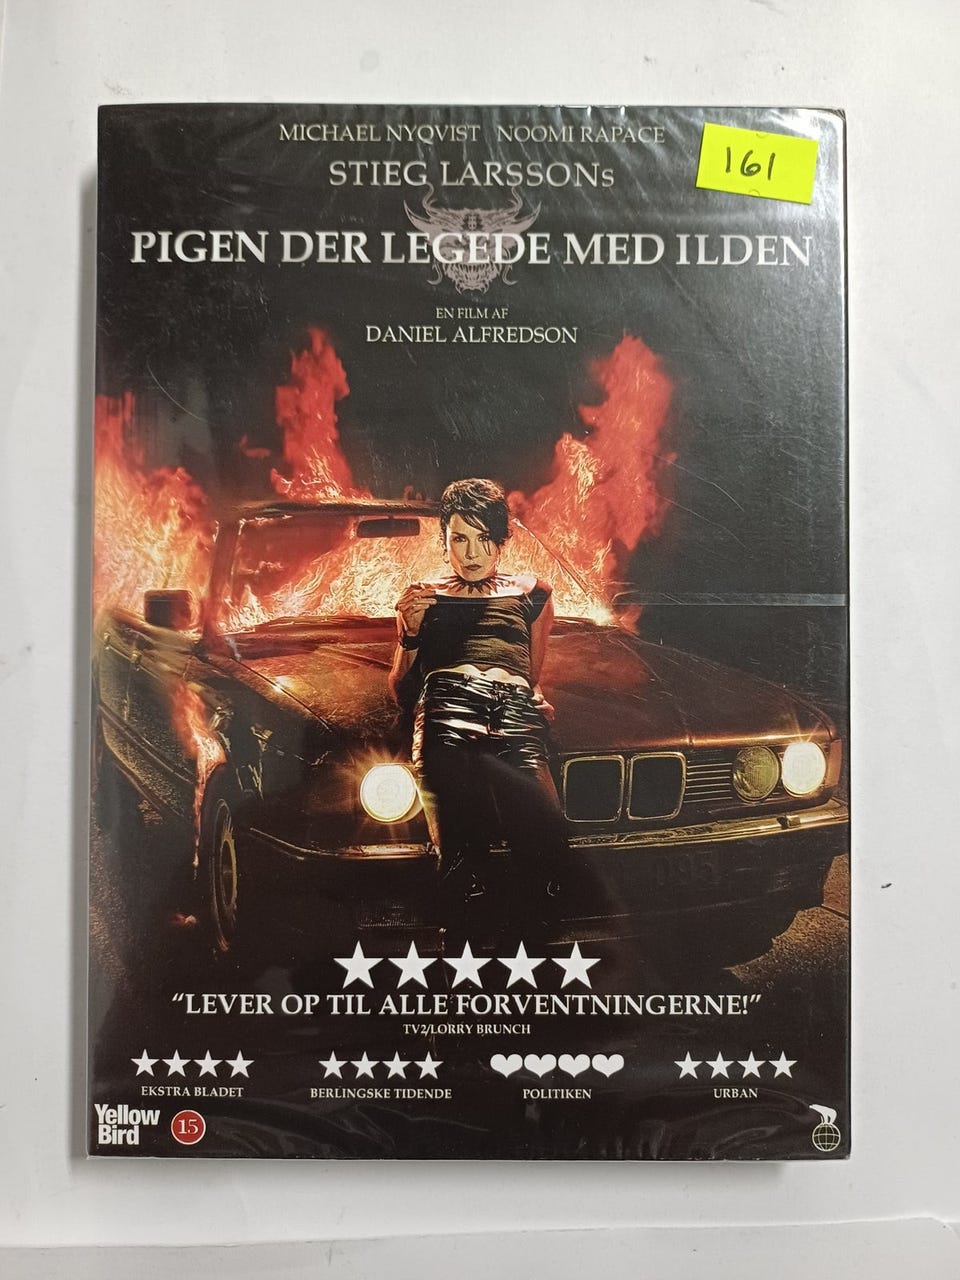 MICHAEL NYQVIST NOOMI RAPACE
161
STIEG LARSSONs
PIGEN DER LEGEDE MED ILDEN
EN FILM AF
DANIEL ALFREDSON
"LEVER OP TIL ALLE FORVENTNINGERNE!"
TV2/LORRY BRUNCH
EKSTRA BLADET BERLINGSKE TIDENDE POLITIKEN URBAN
Yellow
Bird
15